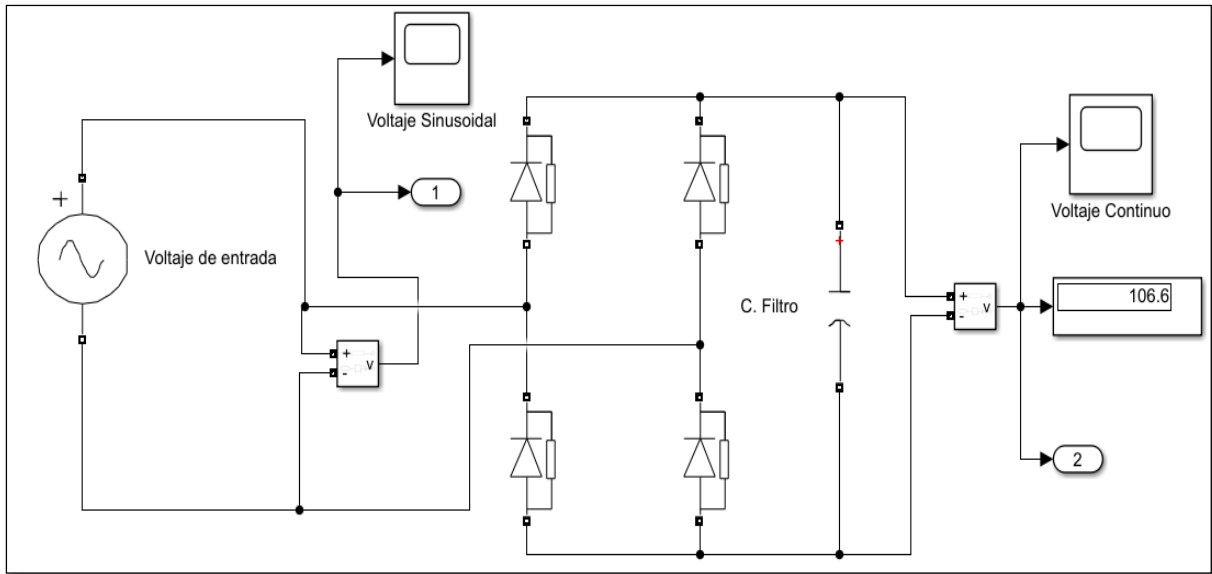 Voltaje Sinusoidal
1
+
Voltaje de entrada
+
-
v
C. Filtro
+
+
-
v
Voltaje Continuo
106.6
2